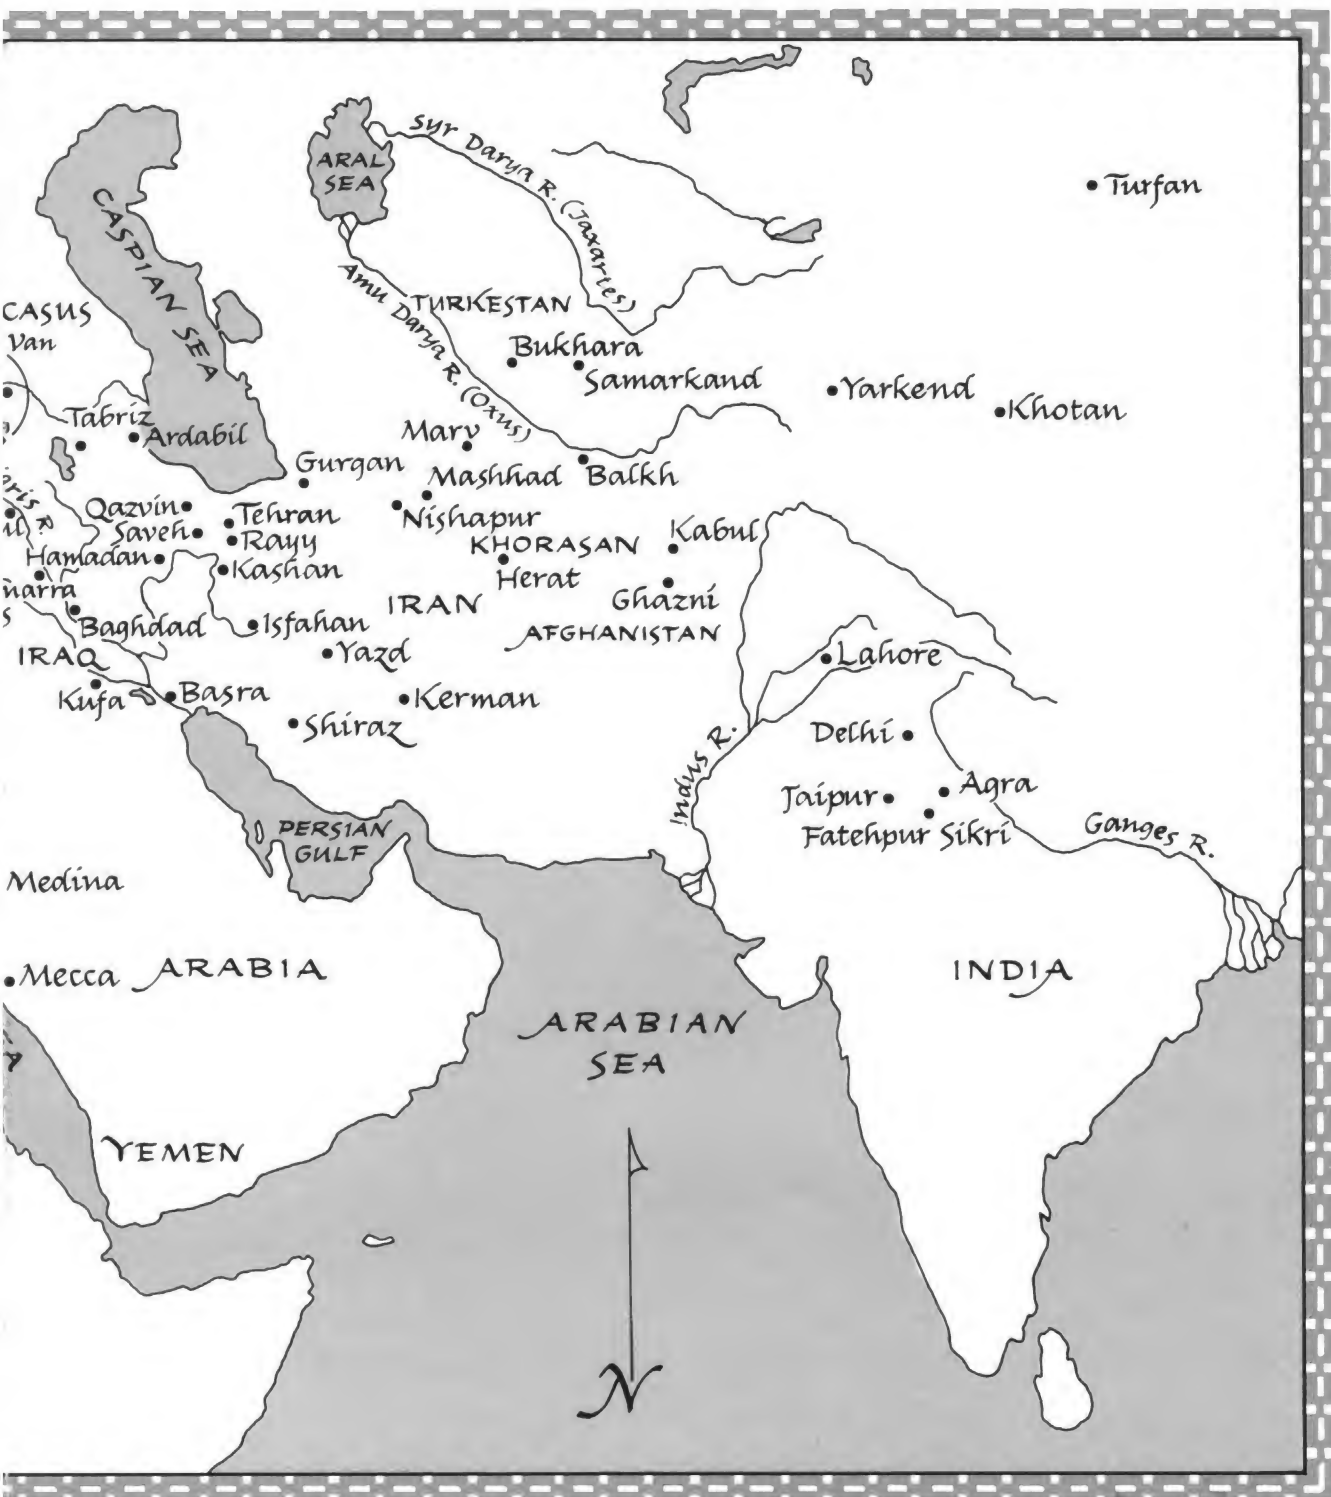 Syr Darya R. (Jaxartes)
ARAL
SEA
Turfan
CASPIAN SEA
Amu Darya R. (Oxus)
TURKESTAN
CASUS
Van
Bukhara
Samarkand
Yarkend
Khotan
Tabriz
Ardabil
Marv
Gurgan
Mashhad
Balkh
Qazvin
Tehran
Nishapur
Saveh
Rayy
KHORASAN
Kabul
Hamadan
Kashan
Herat
Ghazni
IRAN
Baghdad
Isfahan
AFGHANISTAN
IRAQ
Yazd
Lahore
Kufa
Basra
Kerman
Shiraz
Indus R.
Delhi
Jaipur
Agra
Fatehpur Sikri
Ganges R.
PERSIAN
GULF
Medina
Mecca
ARABIA
INDIA
ARABIAN
SEA
YEMEN
N